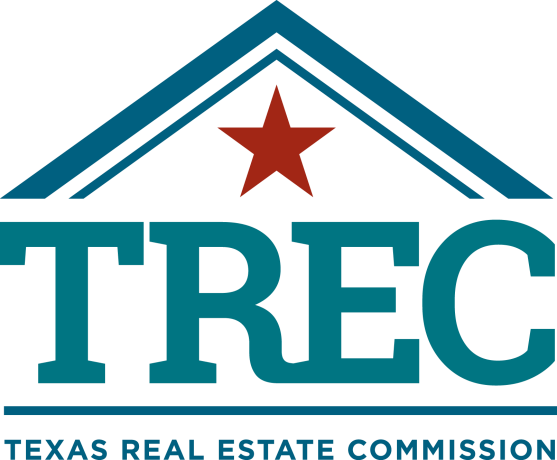 TREC
TEXAS REAL ESTATE COMMISSION